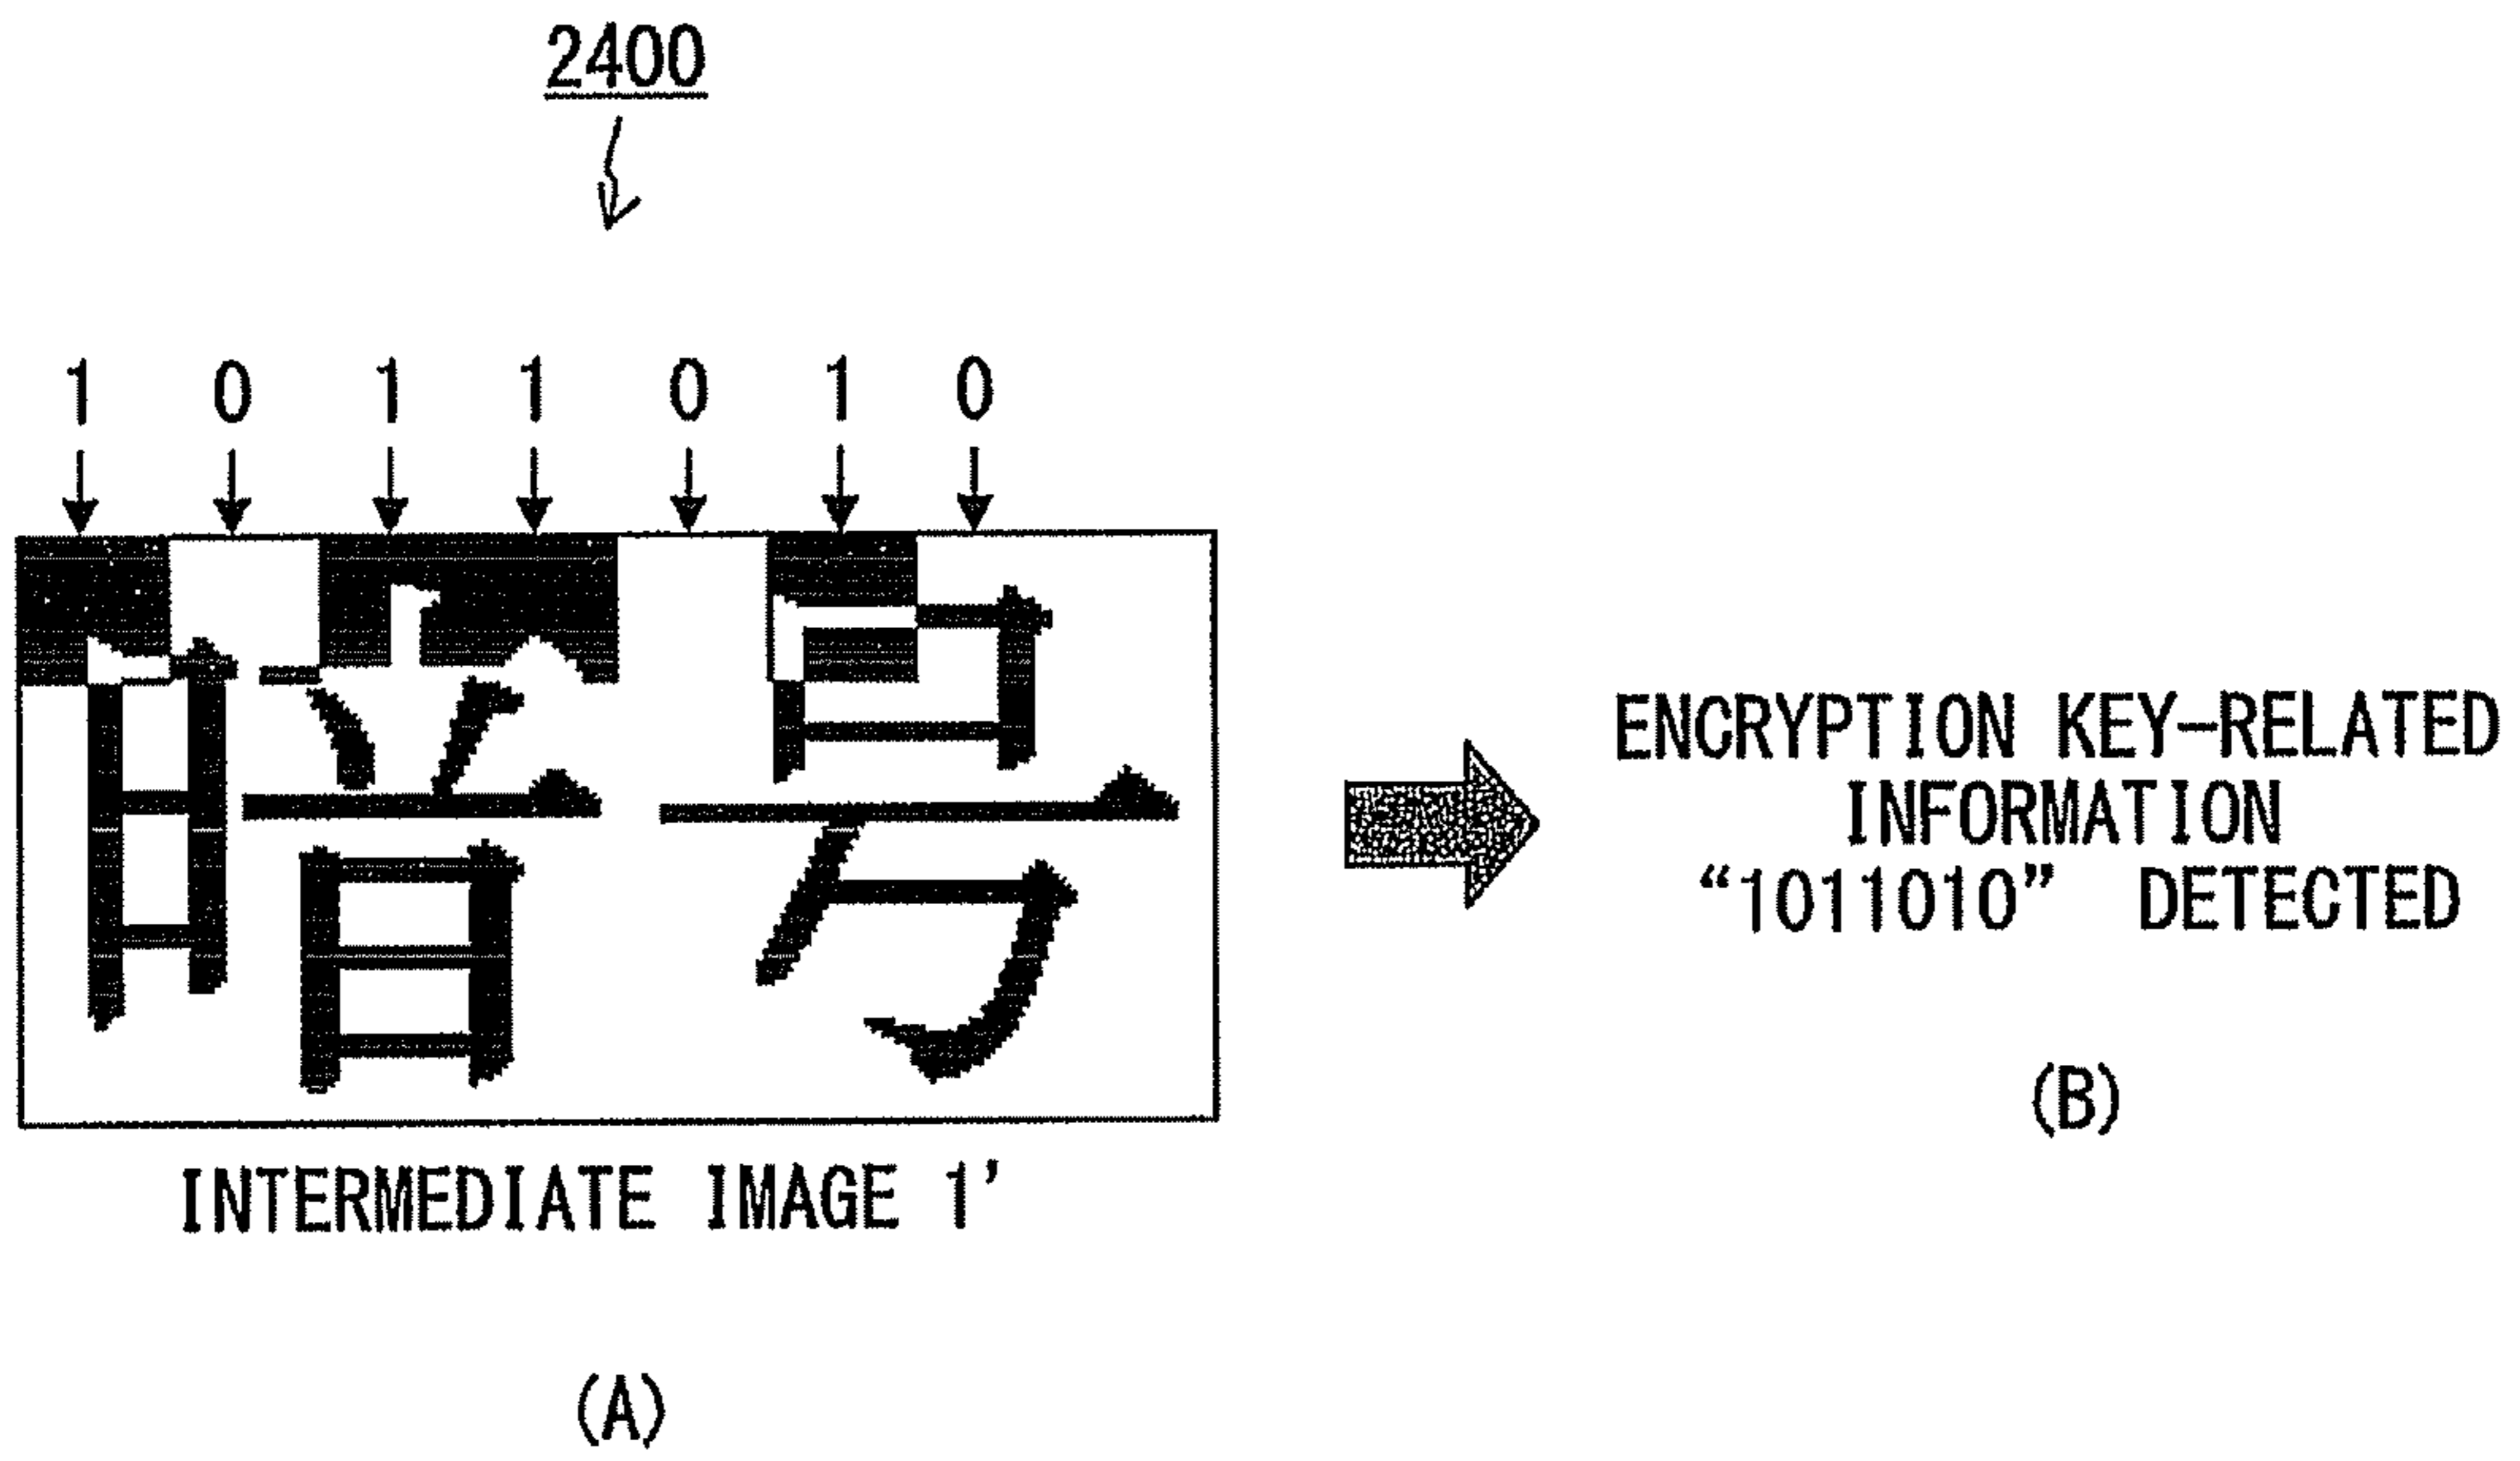 2400
1 0 1 1 0 1 0
暗号
INTERMEDIATE IMAGE 1’
(A)
ENCRYPTION KEY-RELATED
INFORMATION
“1011010” DETECTED
(B)